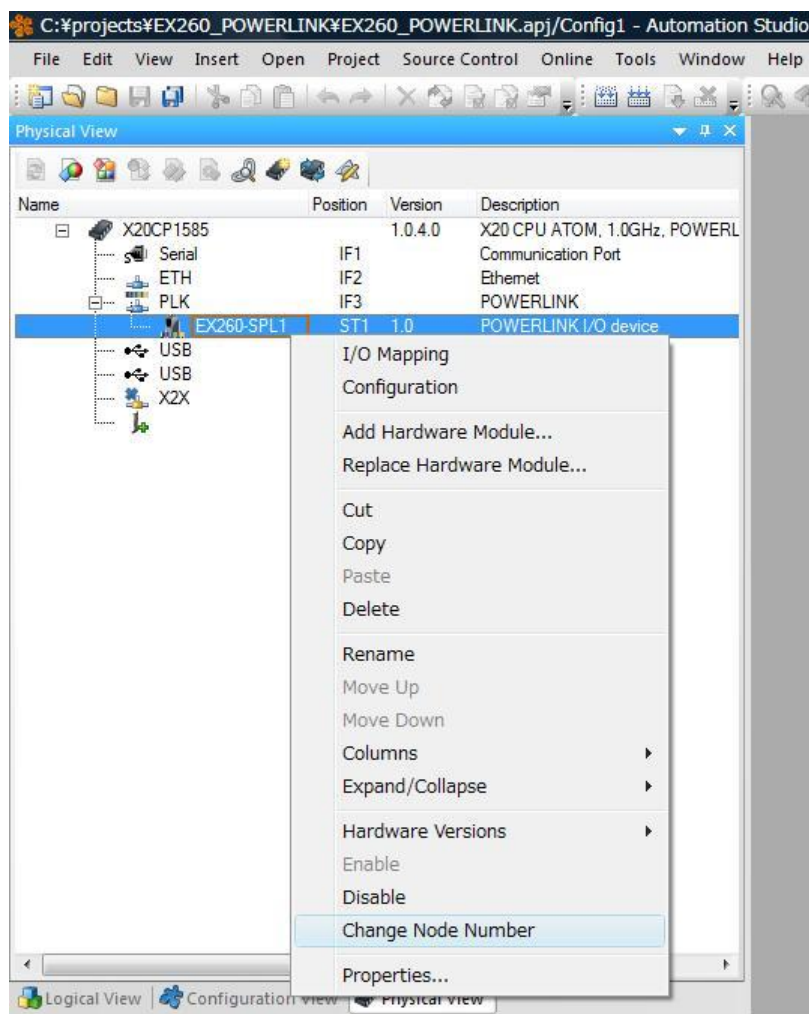 C:¥projects¥EX260_POWERLINK¥EX260_POWERLINK.apj/Config1 - Automation Studio
File Edit View Insert Open Project Source Control Online Tools Window Help
Physical View
Name Position Version Description
X20CP1585 1.0.4.0 X20 CPU ATOM, 1.0GHz, POWERL
Serial IF1 Communication Port
ETH IF2 Ethernet
PLK IF3 POWERLINK
EX260-SPL1 ST1 1.0 POWERLINK I/O device
USB
USB
X2X
I/O Mapping
Configuration
Add Hardware Module...
Replace Hardware Module...
Cut
Copy
Paste
Delete
Rename
Move Up
Move Down
Columns
Expand/Collapse
Hardware Versions
Enable
Disable
Change Node Number
Properties...
Logical View Configuration View Physical View